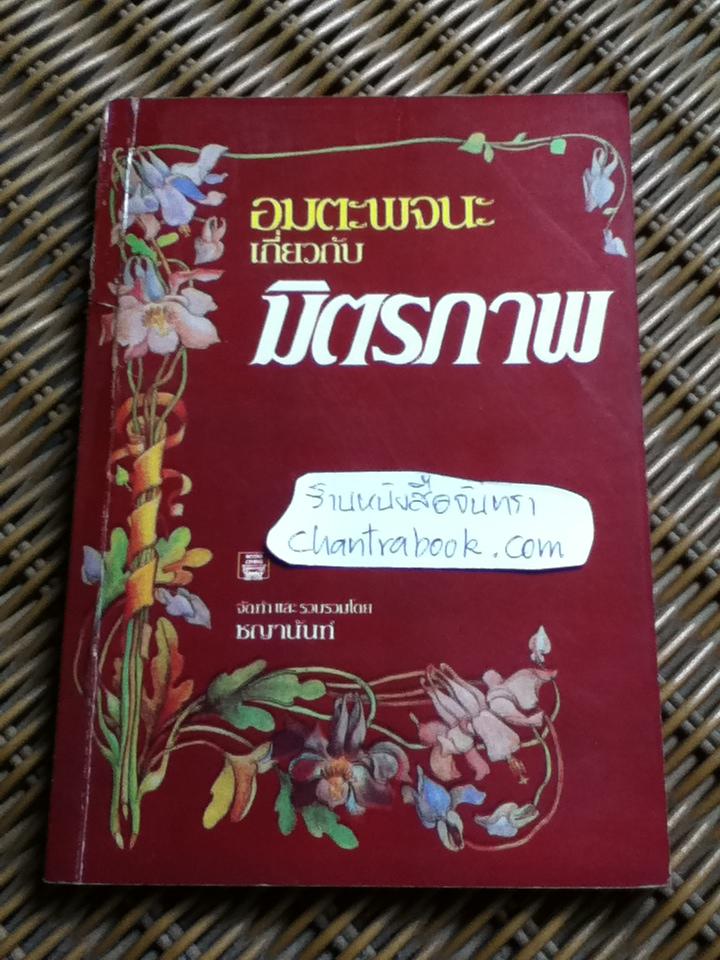 อมตะพจนะ
เกี่ยวกับ
มิตรภาพ
ร้านหนังสือจันทรา
chantrabook.com
จัดทำและรวบรวมโดย
ชญานันท์